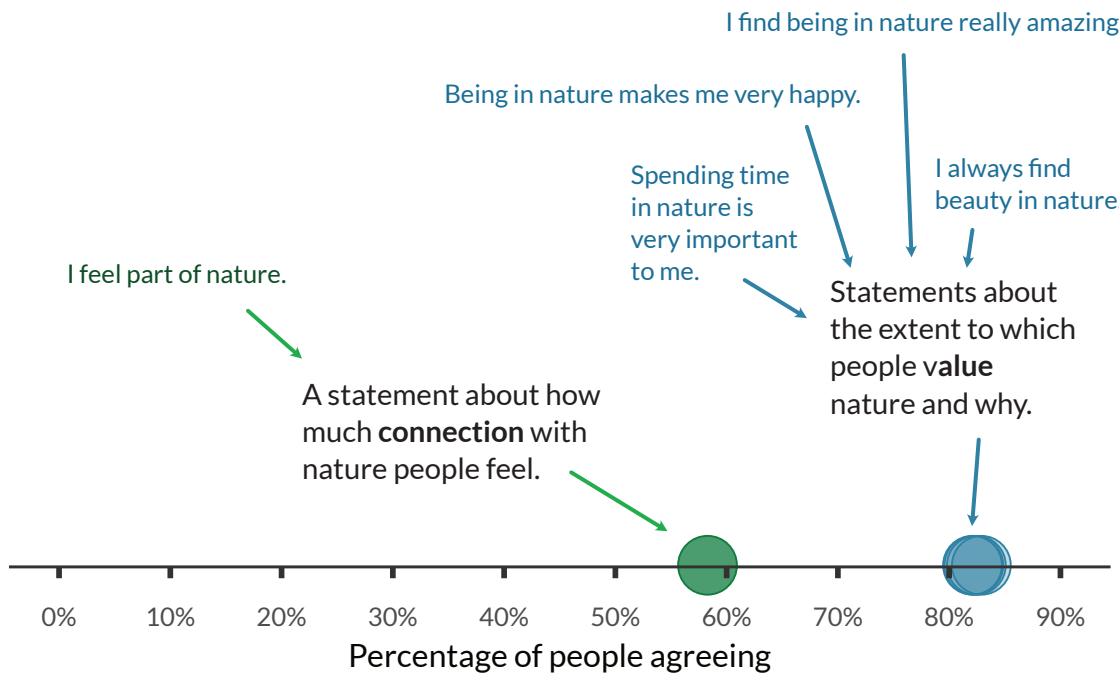 I find being in nature really amazing
Being in nature makes me very happy.
Spending time
in nature is
very important
to me.
I always find
beauty in nature
I feel part of nature.
Statements about
the extent to which
people value
nature and why.
A statement about how
much connection with
nature people feel.
0% 10% 20% 30% 40% 50% 60% 70% 80% 90%
Percentage of people agreeing